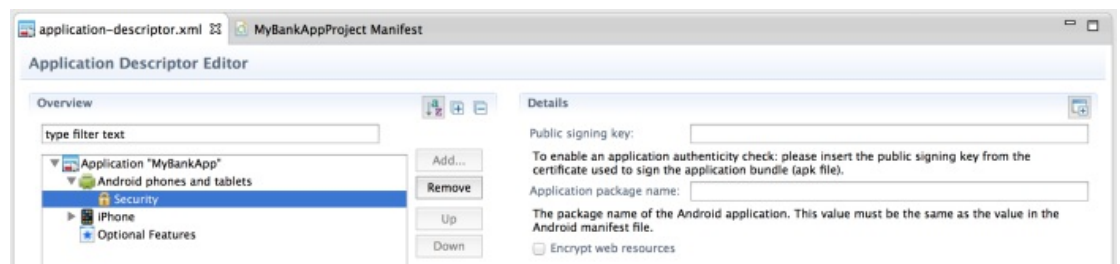 application-descriptor.xml MyBankAppProject Manifest
Application Descriptor Editor
Overview
type filter text
Application "MyBankApp"
Android phones and tablets
Security
iPhone
Optional Features
Add...
Remove
Up
Down
Details
Public signing key:
To enable an application authenticity check: please insert the public signing key from the
certificate used to sign the application bundle (apk file).
Application package name:
The package name of the Android application. This value must be the same as the value in the
Android manifest file.
Encrypt web resources